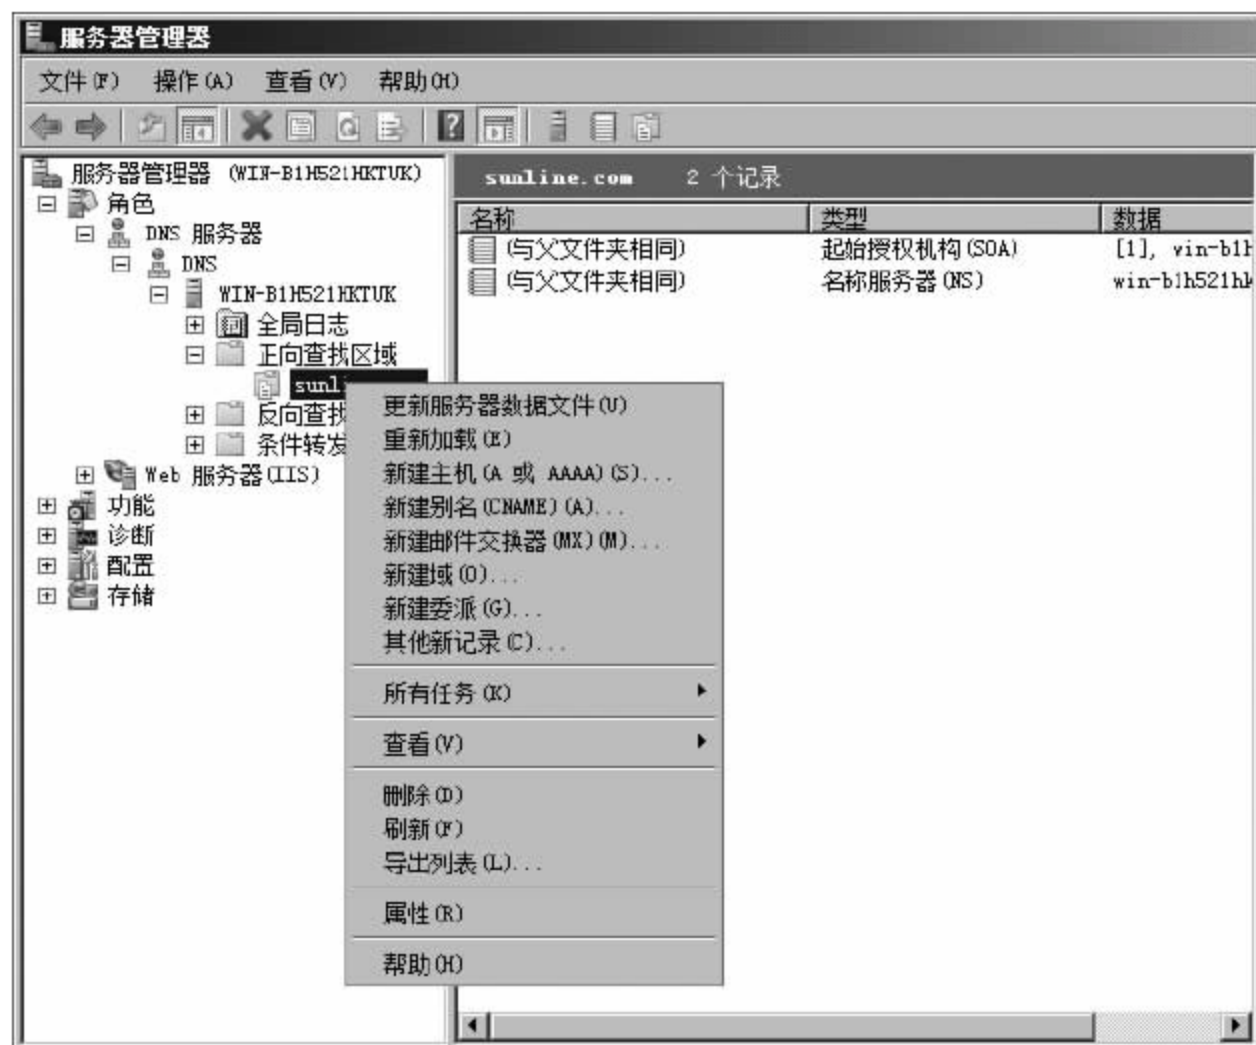 服务器管理器
文件(F) 操作(A) 查看(V) 帮助(H)
服务器管理器 (WIN-B1H521HKTUK)
角色
DNS 服务器
DNS
WIN-B1H521HKTUK
全局日志
正向查找区域
sunl
反向查找
条件转发
Web 服务器(IIS)
功能
诊断
配置
存储
sunline.com 2 个记录
名称 类型 数据
(与父文件夹相同) 起始授权机构(SOA) [1], win-b1h
(与父文件夹相同) 名称服务器(NS) win-b1h521hk
更新服务器数据文件(U)
重新加载(E)
新建主机(A 或 AAAA)(S)...
新建别名(CNAME)(A)...
新建邮件交换器(MX)(M)...
新建域(O)...
新建委派(G)...
其他新记录(C)...
所有任务(K)
查看(V)
删除(D)
刷新(F)
导出列表(L)...
属性(R)
帮助(H)